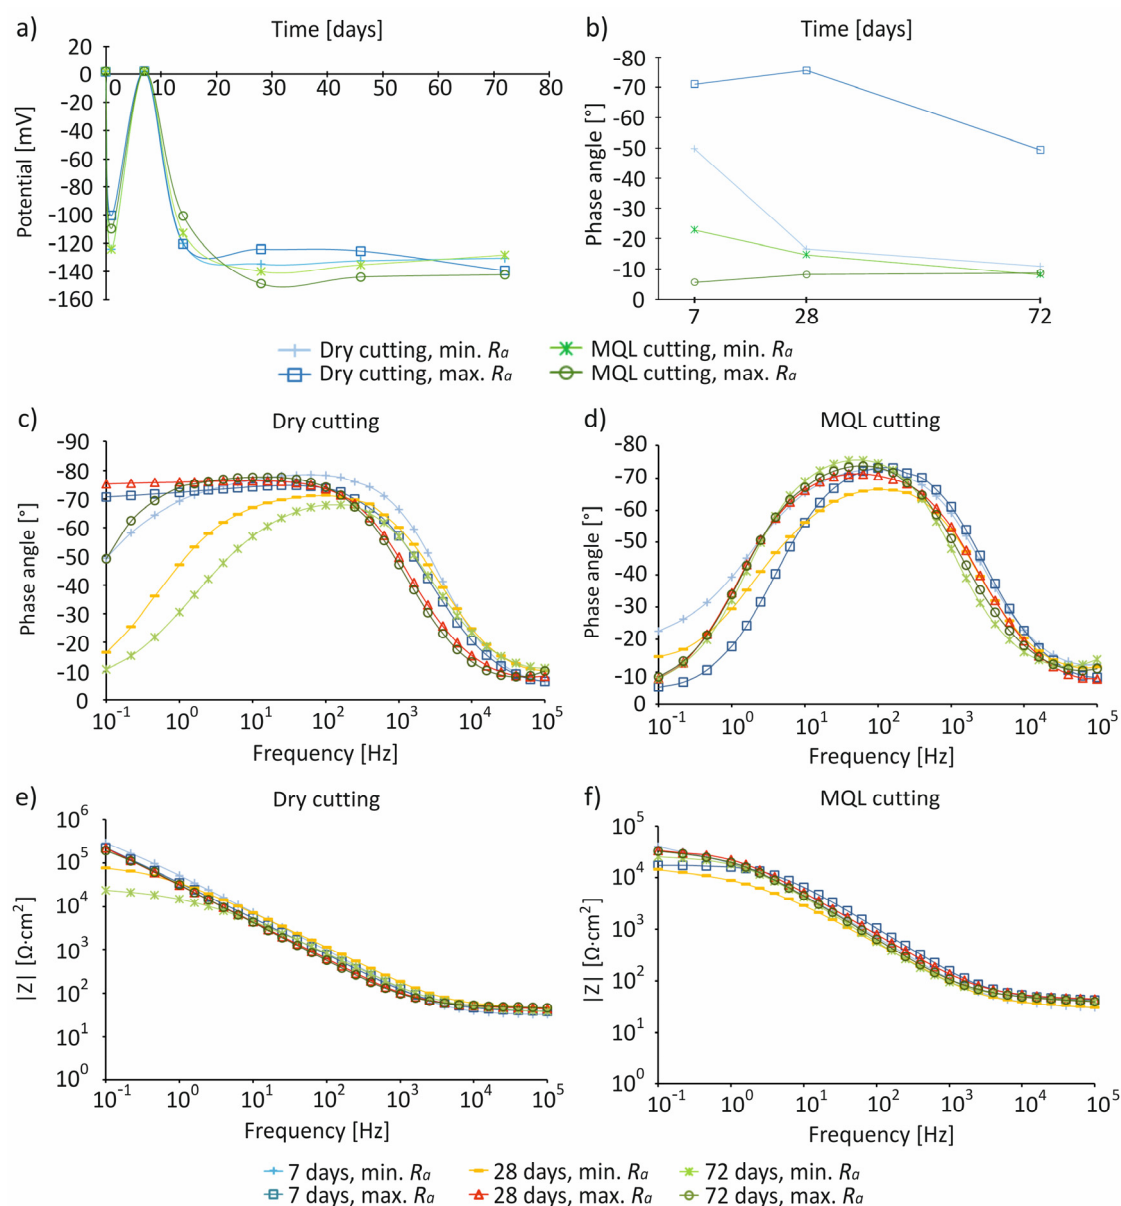 a) Time [days]
20
0
-20
-40
-60
-80
-100
-120
-140
-160
Potential [mV]
0 10 20 30 40 50 60 70 80
b) Time [days]
-80
-70
-60
-50
-40
-30
-20
-10
0
Phase angle [°]
7 28 72
Dry cutting, min. Ra
Dry cutting, max. Ra
MQL cutting, min. Ra
MQL cutting, max. Ra
c) Dry cutting
-90
-80
-70
-60
-50
-40
-30
-20
-10
0
Phase angle [°]
10⁻¹ 10⁰ 10¹ 10² 10³ 10⁴ 10⁵
Frequency [Hz]
d) MQL cutting
-80
-70
-60
-50
-40
-30
-20
-10
0
Phase angle [°]
10⁻¹ 10⁰ 10¹ 10² 10³ 10⁴ 10⁵
Frequency [Hz]
e) Dry cutting
10⁶
10⁵
10⁴
10³
10²
10¹
10⁰
|Z| [Ω·cm²]
10⁻¹ 10⁰ 10¹ 10² 10³ 10⁴ 10⁵
Frequency [Hz]
f) MQL cutting
10⁵
10⁴
10³
10²
10¹
10⁰
|Z| [Ω·cm²]
10⁻¹ 10⁰ 10¹ 10² 10³ 10⁴ 10⁵
Frequency [Hz]
7 days, min. Ra
7 days, max. Ra
28 days, min. Ra
28 days, max. Ra
72 days, min. Ra
72 days, max. Ra